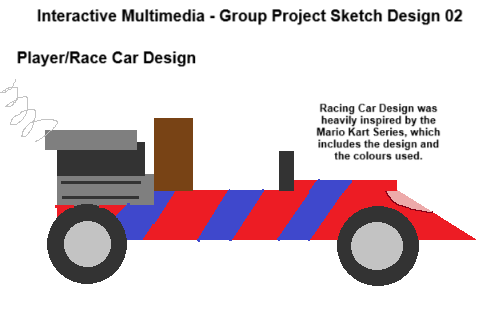 Interactive Multimedia - Group Project Sketch Design 02
Player/Race Car Design
Racing Car Design was
heavily inspired by the
Mario Kart Series, which
includes the design and
the colours used.